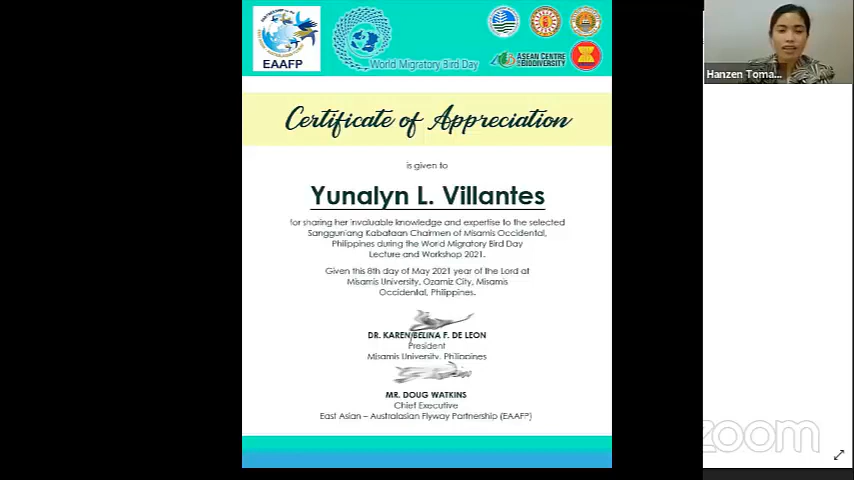 EAAFP
World Migratory Bird Day
ASEAN CENTRE
FOR BIODIVERSITY
Hanzen Toma...
Certificate of Appreciation
is given to
Yunalyn L. Villantes
for sharing her invaluable knowledge and expertise to the selected
Sangguniang Kabataan Chairmen of Misamis Occidental,
Philippines during the World Migratory Bird Day
Lecture and Workshop 2021.
Given this 8th day of May 2021 year of the Lord at
Misamis University, Ozamiz City, Misamis
Occidental, Philippines.
DR. KAREN BELINA F. DE LEON
President
Misamis University, Philippines
MR. DOUG WATKINS
Chief Executive
East Asian – Australasian Flyway Partnership (EAAFP)
zoom